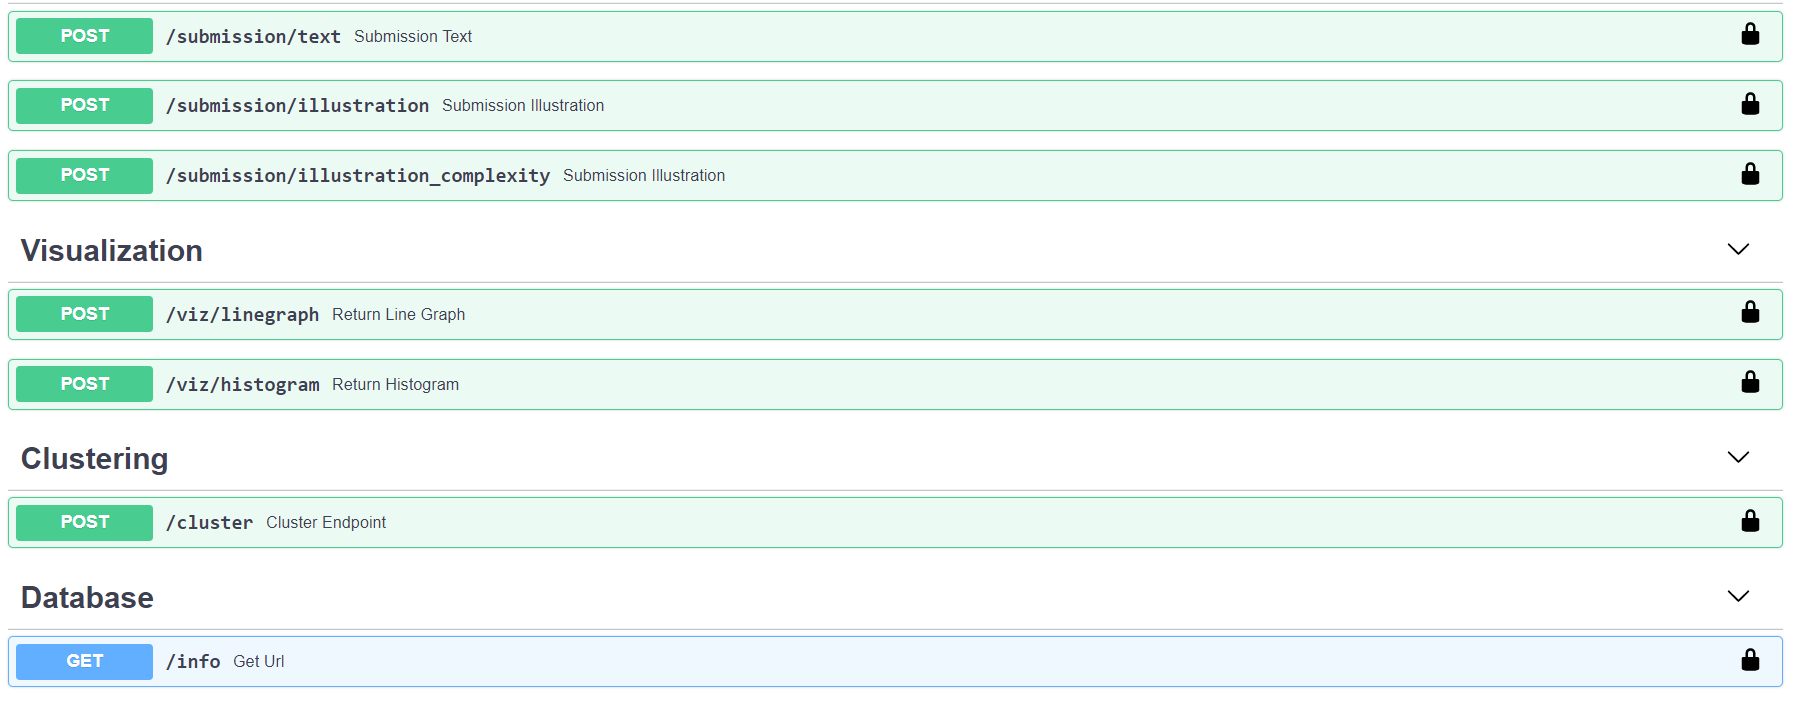 POST /submission/text Submission Text
POST /submission/illustration Submission Illustration
POST /submission/illustration_complexity Submission Illustration
Visualization
POST /viz/linegraph Return Line Graph
POST /viz/histogram Return Histogram
Clustering
POST /cluster Cluster Endpoint
Database
GET /info Get Url